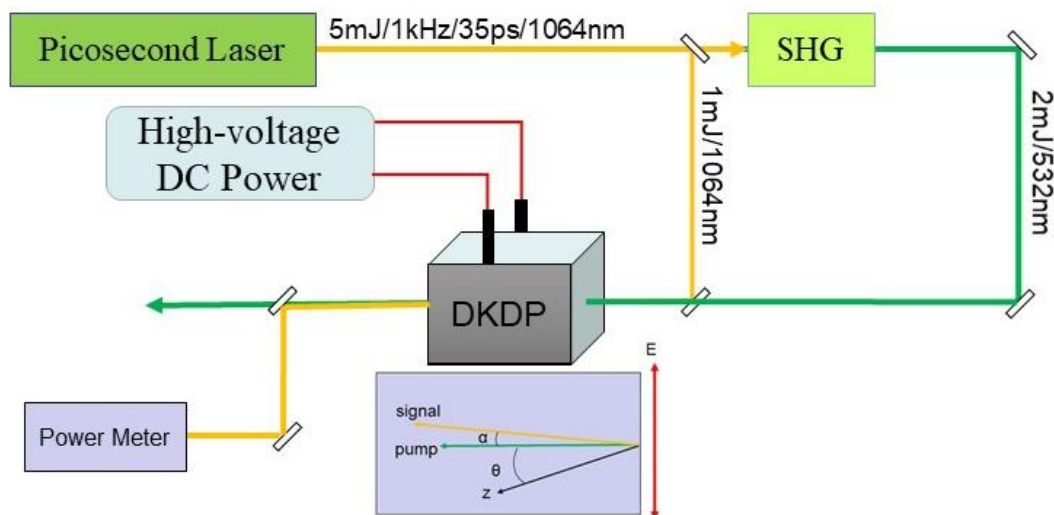 Picosecond Laser
5mJ/1kHz/35ps/1064nm
SHG
High-voltage
DC Power
1mJ/1064nm
2mJ/532nm
DKDP
E
signal
α
pump
θ
z
Power Meter